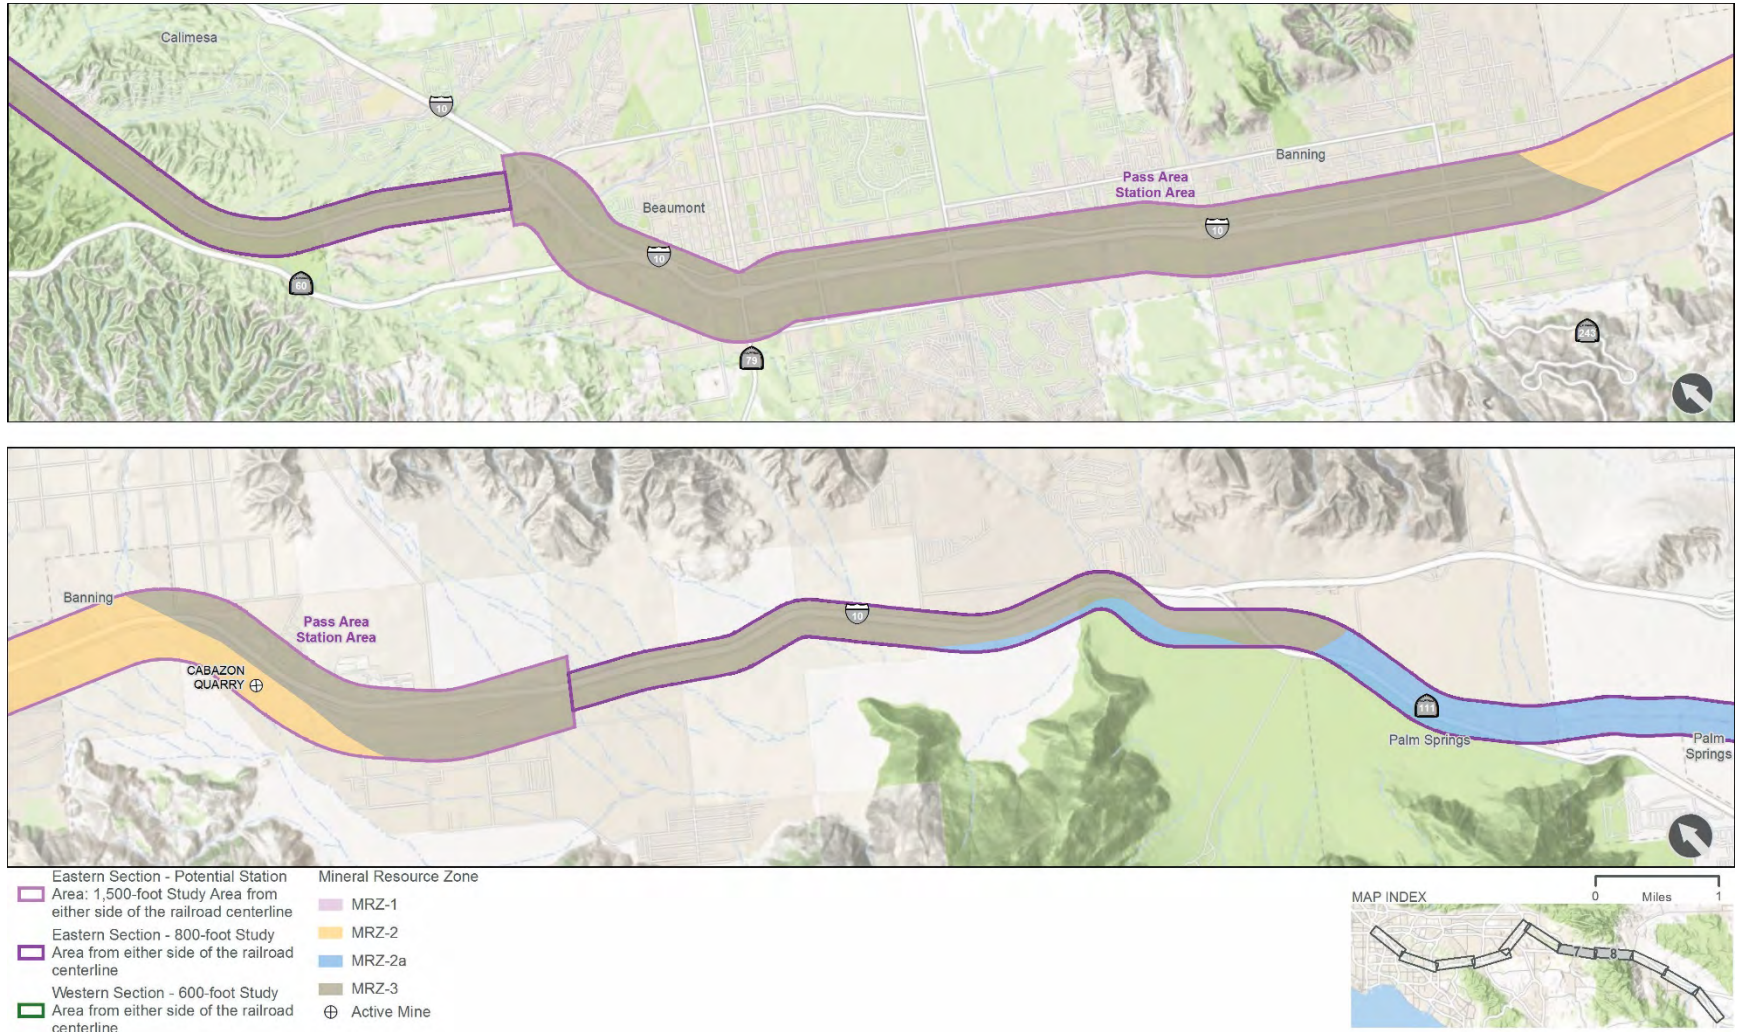 Calimesa
10
Banning
Pass Area
Station Area
Beaumont
10
10
60
79
243
Banning
Pass Area
Station Area
10
CABAZON
QUARRY
111
Palm Springs
Palm
Springs
Eastern Section - Potential Station
Area: 1,500-foot Study Area from
either side of the railroad centerline
Eastern Section - 800-foot Study
Area from either side of the railroad
centerline
Western Section - 600-foot Study
Area from either side of the railroad
centerline
Mineral Resource Zone
MRZ-1
MRZ-2
MRZ-2a
MRZ-3
Active Mine
MAP INDEX
0 Miles 1
7
8